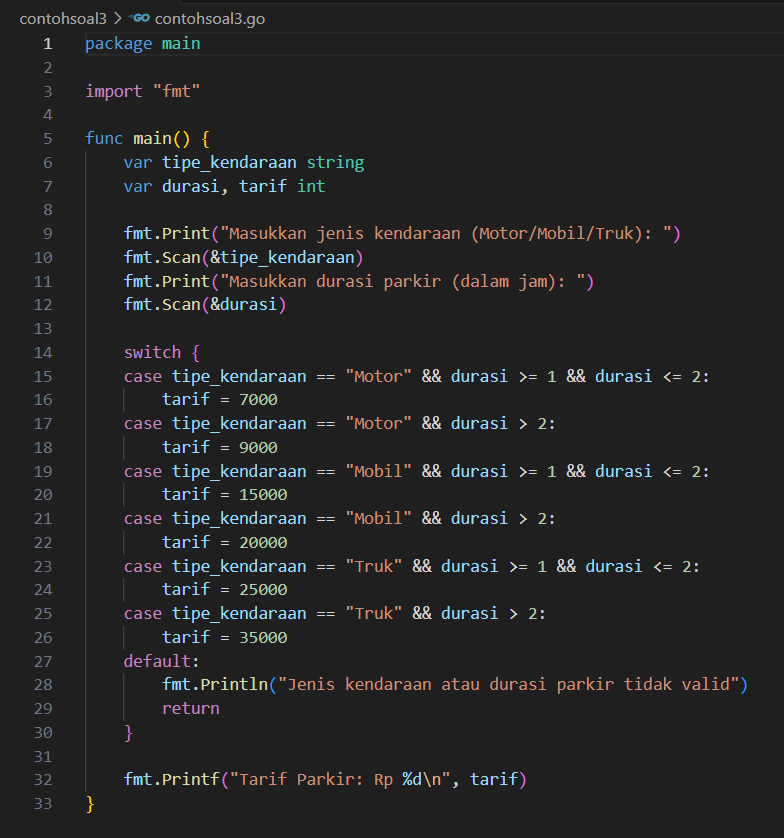 contohsoal3 > GO contohsoal3.go
1 package main
2
3 import "fmt"
4
5 func main() {
6     var tipe_kendaraan string
7     var durasi, tarif int
8
9     fmt.Print("Masukkan jenis kendaraan (Motor/Mobil/Truk): ")
10     fmt.Scan(&tipe_kendaraan)
11     fmt.Print("Masukkan durasi parkir (dalam jam): ")
12     fmt.Scan(&durasi)
13
14     switch {
15     case tipe_kendaraan == "Motor" && durasi >= 1 && durasi <= 2:
16         tarif = 7000
17     case tipe_kendaraan == "Motor" && durasi > 2:
18         tarif = 9000
19     case tipe_kendaraan == "Mobil" && durasi >= 1 && durasi <= 2:
20         tarif = 15000
21     case tipe_kendaraan == "Mobil" && durasi > 2:
22         tarif = 20000
23     case tipe_kendaraan == "Truk" && durasi >= 1 && durasi <= 2:
24         tarif = 25000
25     case tipe_kendaraan == "Truk" && durasi > 2:
26         tarif = 35000
27     default:
28         fmt.Println("Jenis kendaraan atau durasi parkir tidak valid")
29         return
30     }
31
32     fmt.Printf("Tarif Parkir: Rp %d\n", tarif)
33 }